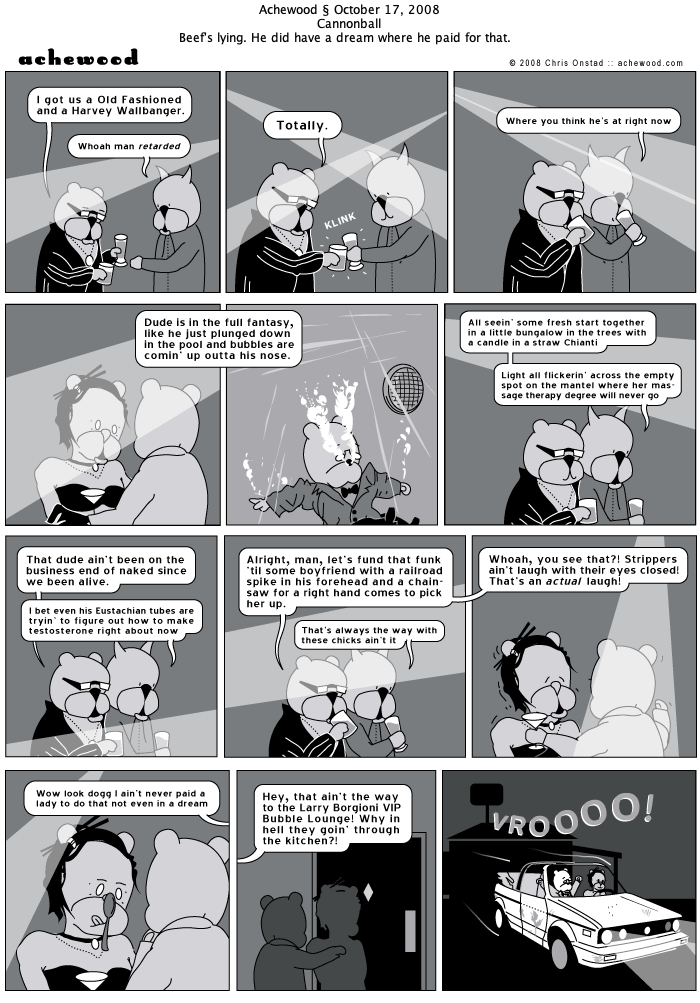 Achewood § October 17, 2008
Cannonball
Beef's lying. He did have a dream where he paid for that.
achewood
© 2008 Chris Onstad :: achewood.com
I got us a Old Fashioned
and a Harvey Wallbanger.
Whoah man retarded
Totally.
KLINK
Where you think he's at right now
Dude is in the full fantasy,
like he just plunged down
in the pool and bubbles are
comin' up outta his nose.
All seein' some fresh start together
in a little bungalow in the trees with
a candle in a straw Chianti
Light all flickerin' across the empty
spot on the mantel where her mas-
sage therapy degree will never go
That dude ain't been on the
business end of naked since
we been alive.
I bet even his Eustachian tubes are
tryin' to figure out how to make
testosterone right about now
Alright, man, let's fund that funk
'til some boyfriend with a railroad
spike in his forehead and a chain-
saw for a right hand comes to pick
her up.
That's always the way with
these chicks ain't it
Whoah, you see that?! Strippers
ain't laugh with their eyes closed!
That's an actual laugh!
Wow look dogg I ain't never paid a
lady to do that not even in a dream
Hey, that ain't the way
to the Larry Borgioni VIP
Bubble Lounge! Why in
hell they goin' through
the kitchen?!
VROOOO!